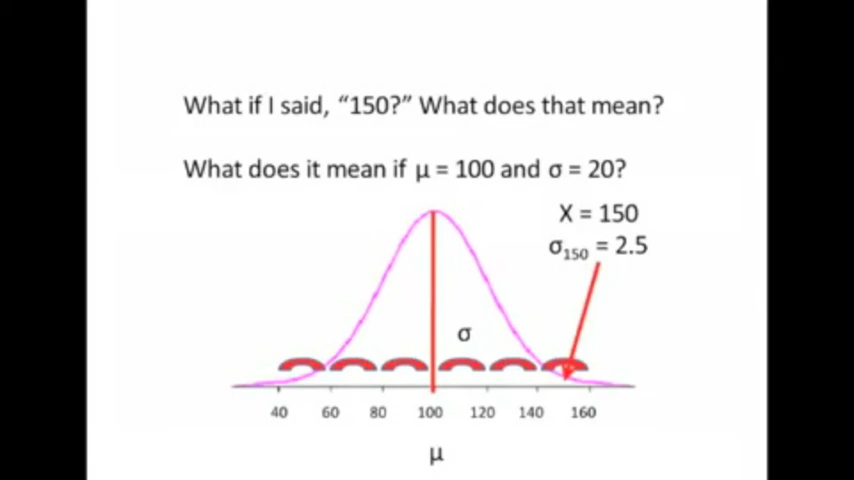 What if I said, “150?” What does that mean?
What does it mean if μ = 100 and σ = 20?
X = 150
σ150 = 2.5
σ
40 60 80 100 120 140 160
μ